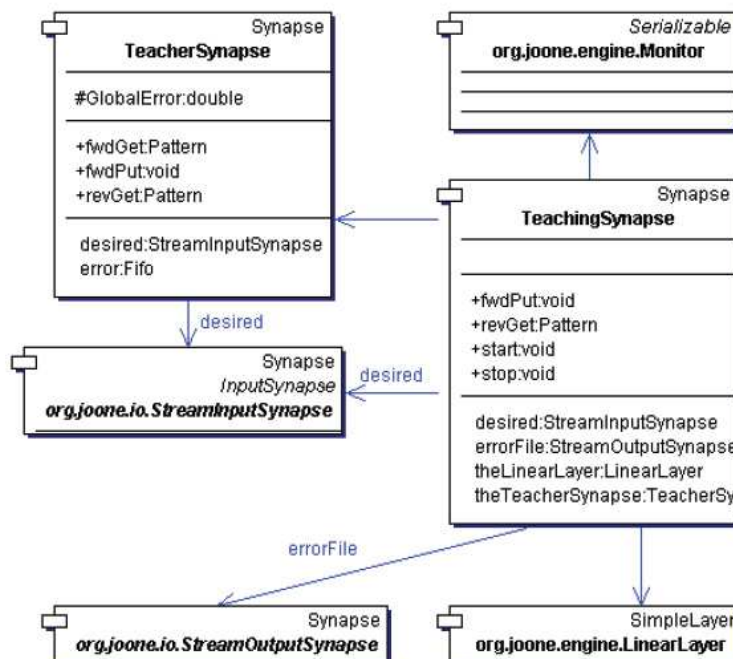 Synapse
TeacherSynapse
#GlobalError:double
+fwdGet:Pattern
+fwdPut:void
+revGet:Pattern
desired:StreamInputSynapse
error:Fifo
Serializable
org.joone.engine.Monitor
Synapse
TeachingSynapse
+fwdPut:void
+revGet:Pattern
+start:void
+stop:void
desired:StreamInputSynapse
errorFile:StreamOutputSynapse
theLinearLayer:LinearLayer
theTeacherSynapse:TeacherSy
desired
Synapse
InputSynapse
org.joone.io.StreamInputSynapse
desired
errorFile
Synapse
org.joone.io.StreamOutputSynapse
SimpleLayer
org.joone.engine.LinearLayer